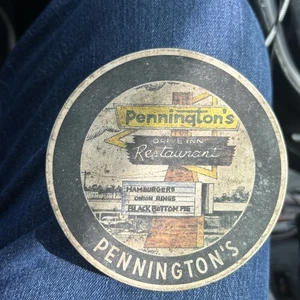 Pennington's
DRIVE INN
Restaurant
HAMBURGERS
ONION RINGS
BLACK BOTTOM PIE
PENNINGTON'S